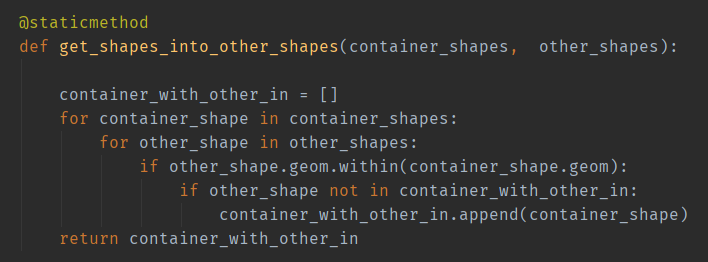 @staticmethod
def get_shapes_into_other_shapes(container_shapes,  other_shapes):
container_with_other_in = []
for container_shape in container_shapes:
for other_shape in other_shapes:
if other_shape.geom.within(container_shape.geom):
if other_shape not in container_with_other_in:
container_with_other_in.append(container_shape)
return container_with_other_in